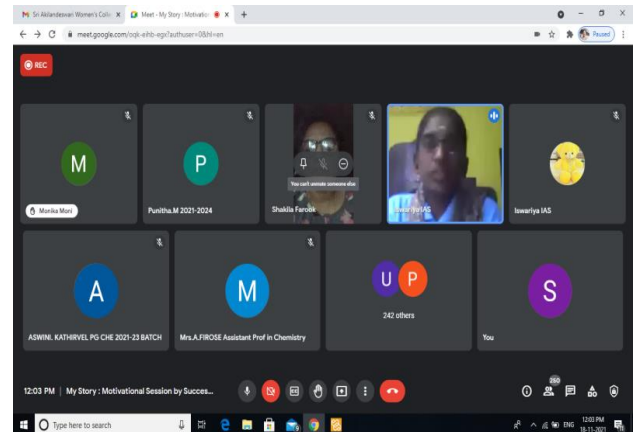 Sri Akilandeswari Women's Colle
Meet - My Story : Motivation
meet.google.com/oqk-eihb-egx?authuser=0&hl=en
Paused
REC
M
P
Monika Moni
Punitha.M 2021-2024
You can't unmute someone else
Shakila Farook
Iswariya IAS
Iswariya IAS
A
M
U P
242 others
S
ASWINI. KATHIRVEL PG CHE 2021-23 BATCH
Mrs.A.FIROSE Assistant Prof in Chemistry
You
12:03 PM | My Story : Motivational Session by Succes...
250
Type here to search
ENG
12:03 PM
18-11-2021